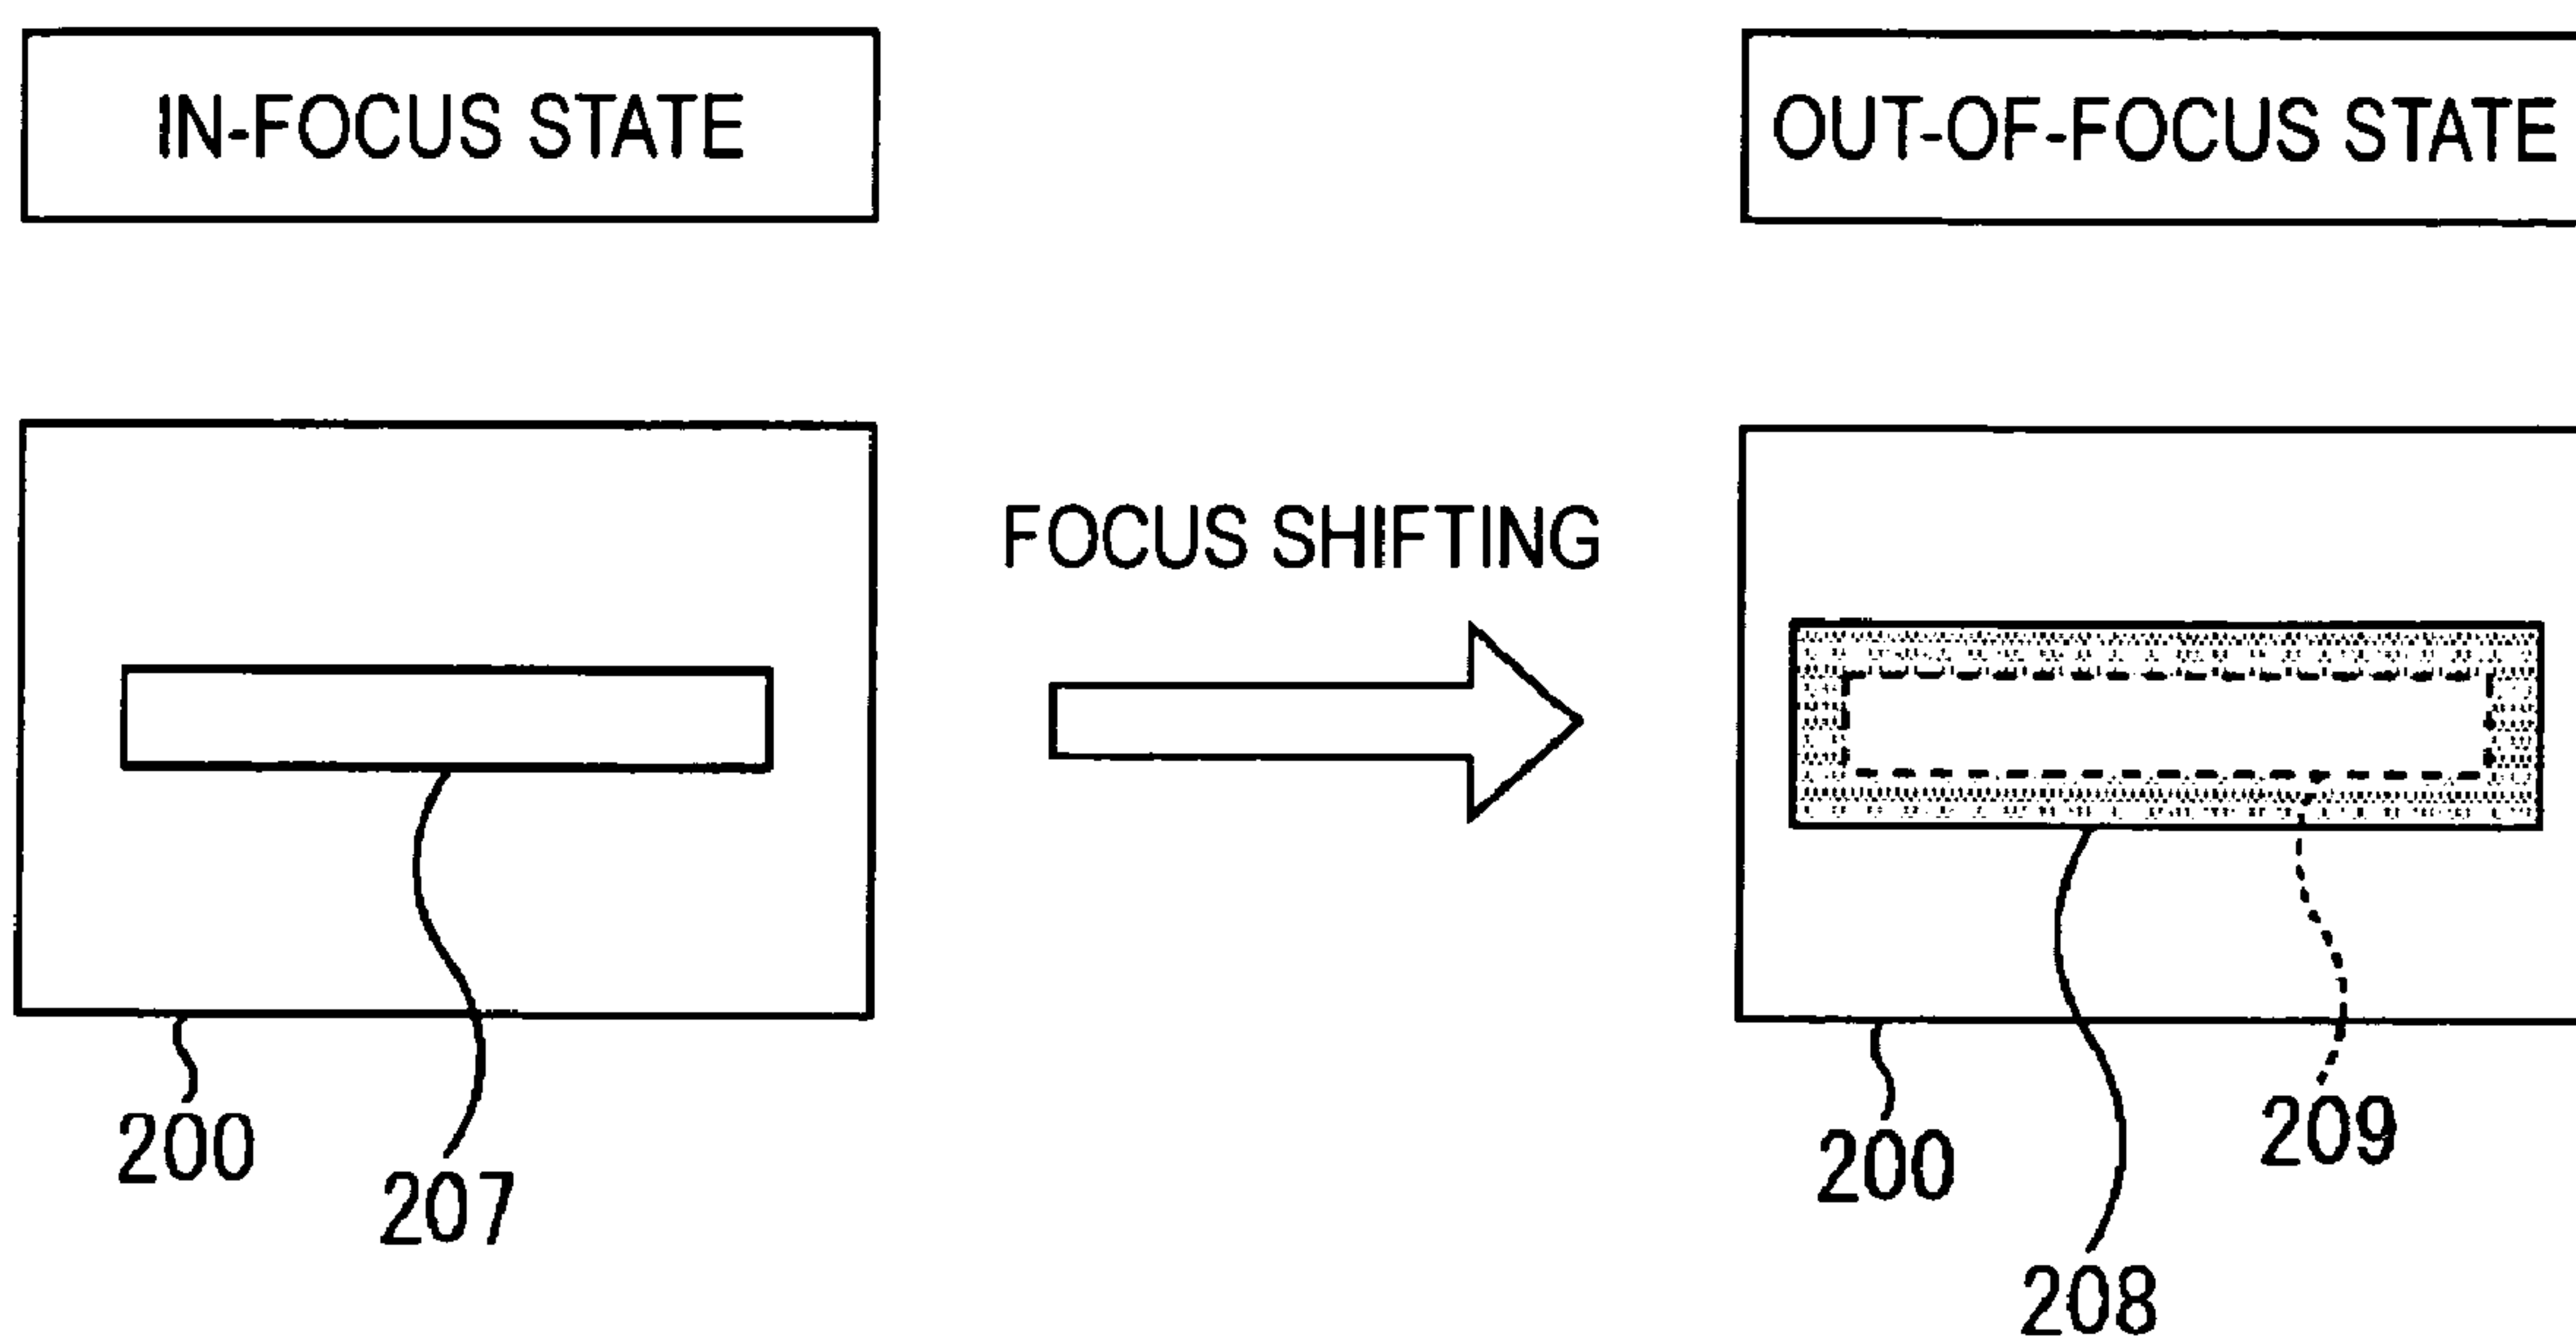 IN-FOCUS STATE
OUT-OF-FOCUS STATE
FOCUS SHIFTING
200
207
200
209
208